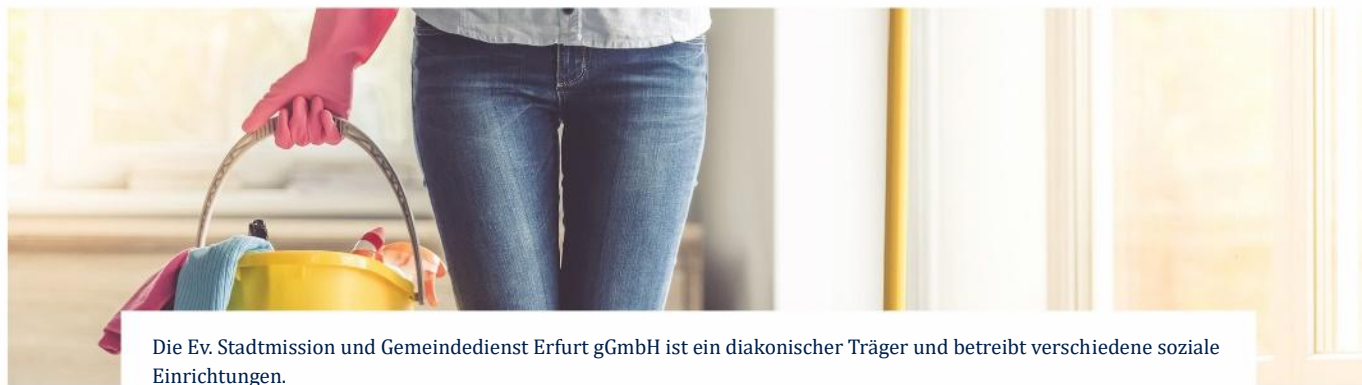 Die Ev. Stadtmission und Gemeindedienst Erfurt gGmbH ist ein diakonischer Träger und betreibt verschiedene soziale
Einrichtungen.